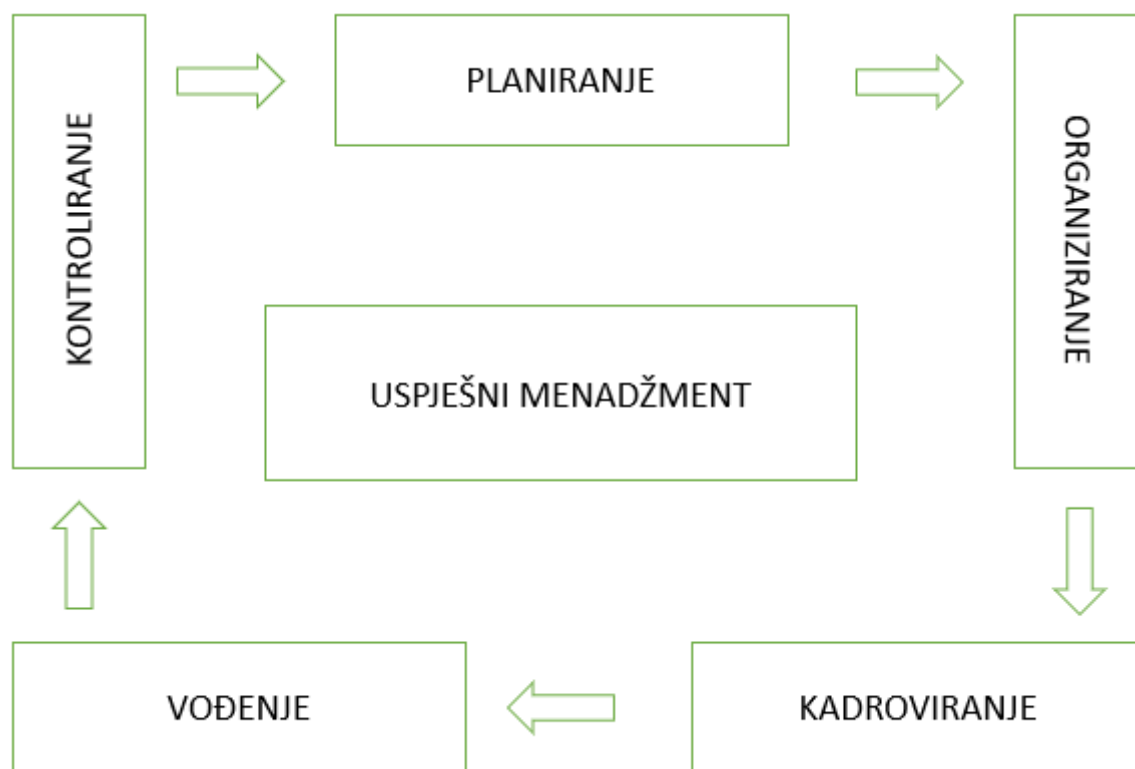 PLANIRANJE
KONTROLIRANJE
ORGANIZIRANJE
USPJEŠNI MENADŽMENT
VOĐENJE
KADROVIRANJE